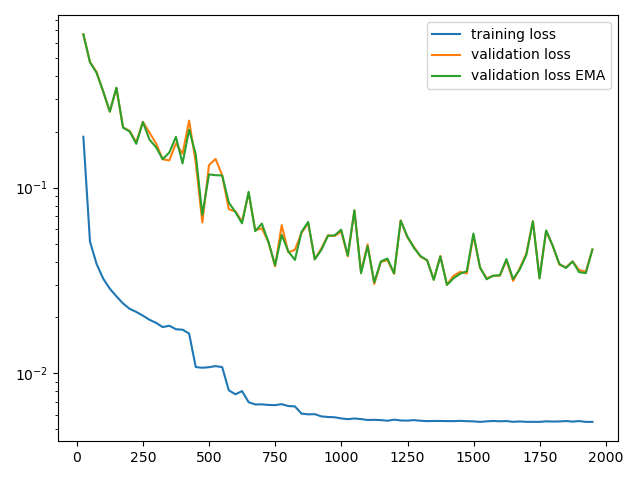 training loss
validation loss
validation loss EMA
10⁻¹
10⁻²
0 250 500 750 1000 1250 1500 1750 2000